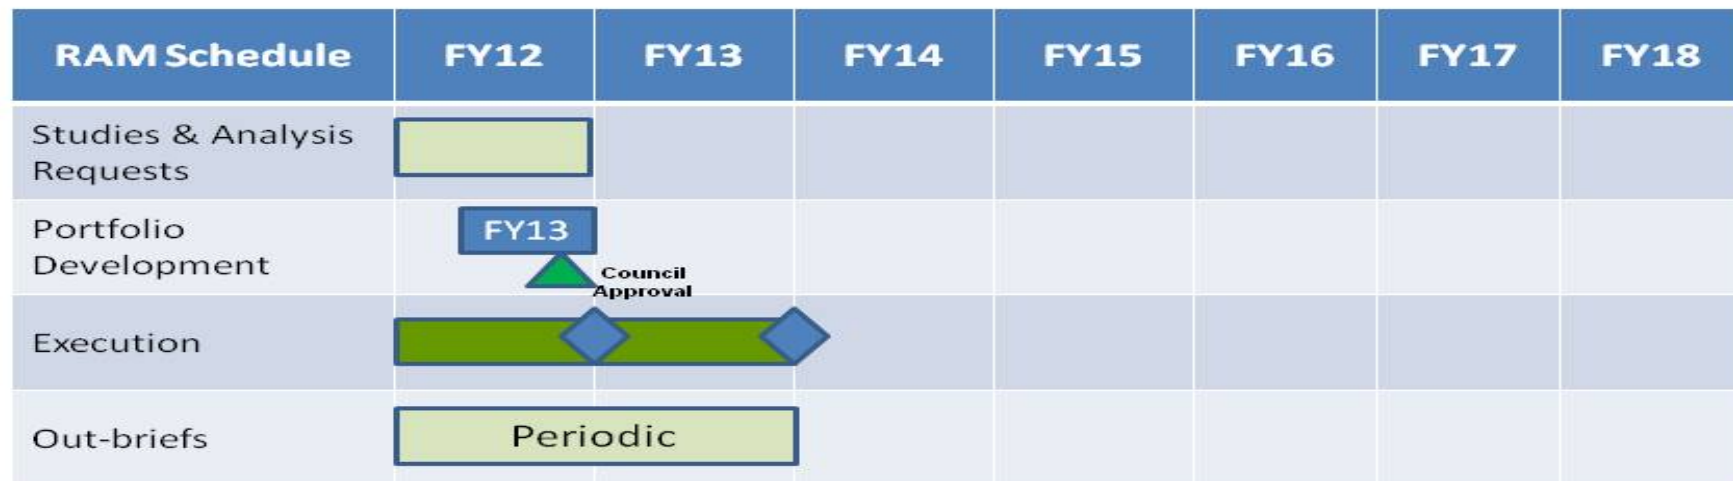 RAM Schedule FY12 FY13 FY14 FY15 FY16 FY17 FY18
Studies & Analysis
Requests
Portfolio
Development
FY13
Council
Approval
Execution
Out-briefs
Periodic